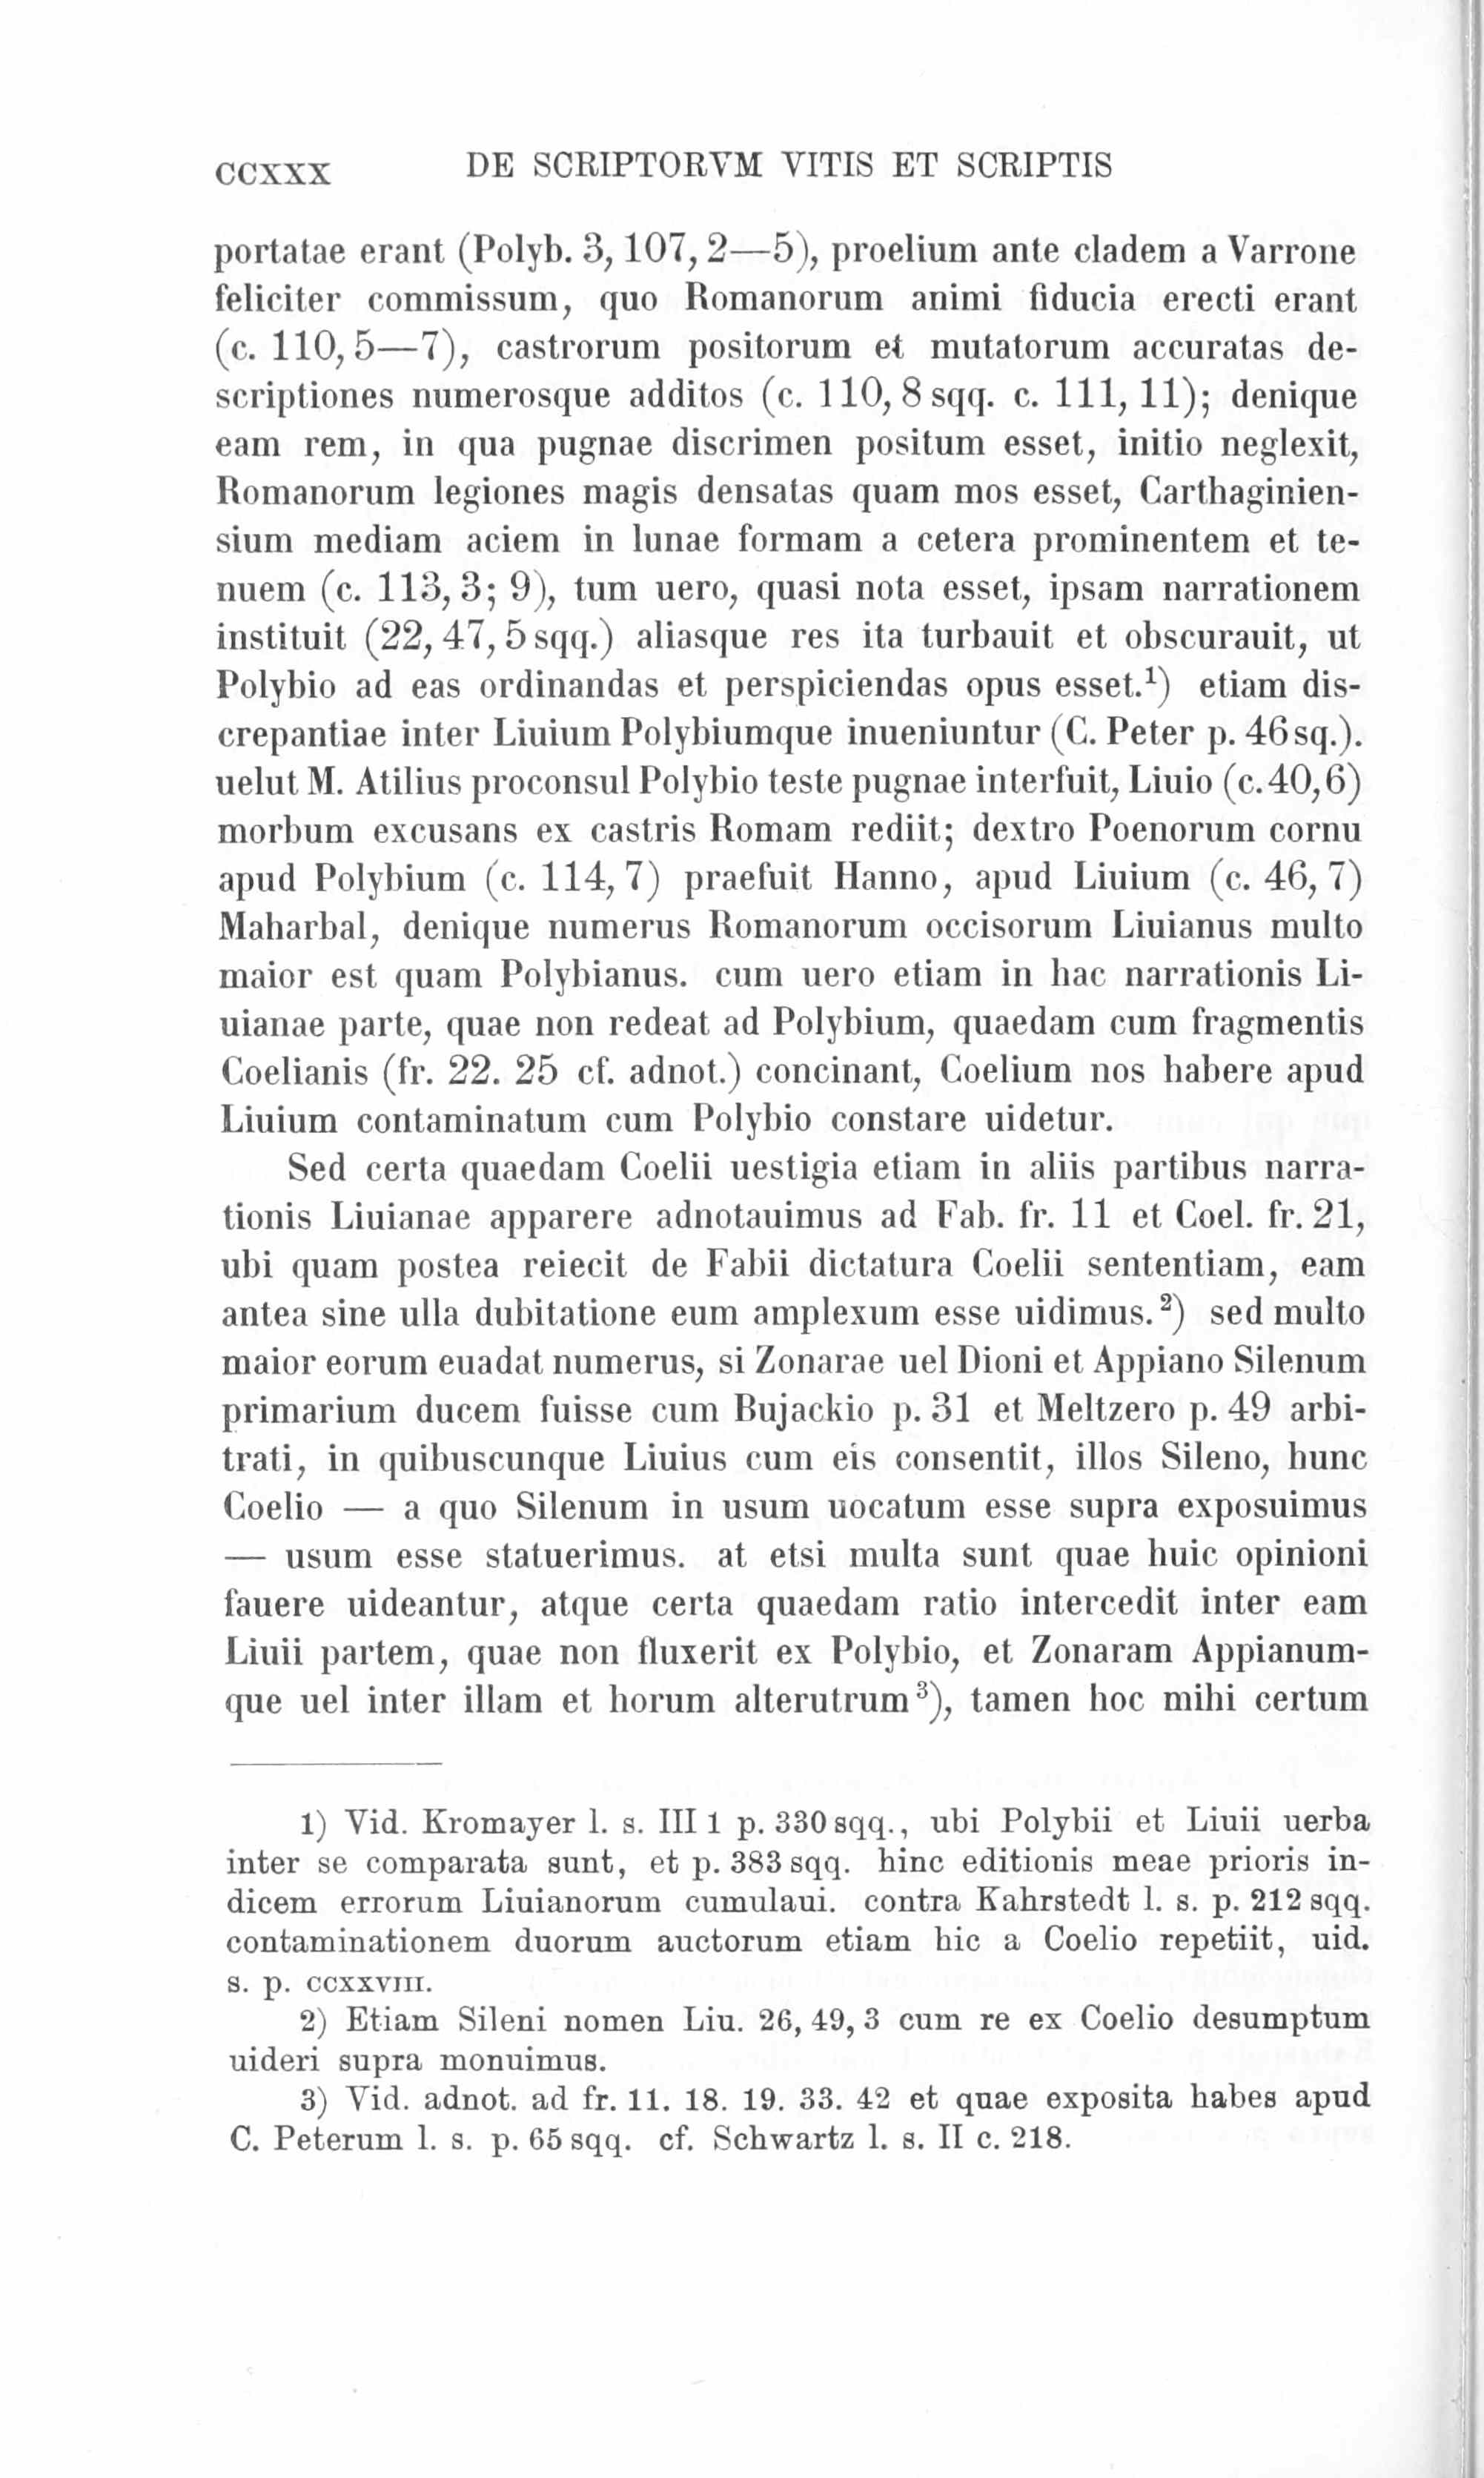 CCXXX DE SCRIPTORVM VITIS ET SCRIPTIS
portatae erant (Polyb. 3, 107, 2—5), proelium ante cladem a Varrone
feliciter commissum, quo Romanorum animi fiducia erecti erant
(c. 110, 5—7), castrorum positorum et mutatorum accuratas de-
scriptiones numerosque additos (c. 110, 8 sqq. c. 111, 11); denique
eam rem, in qua pugnae discrimen positum esset, initio neglexit,
Romanorum legiones magis densatas quam mos esset, Carthaginien-
sium mediam aciem in lunae formam a cetera prominentem et te-
nuem (c. 113, 3; 9), tum uero, quasi nota esset, ipsam narrationem
instituit (22, 47, 5 sqq.) aliasque res ita turbauit et obscurauit, ut
Polybio ad eas ordinandas et perspiciendas opus esset.¹) etiam dis-
crepantiae inter Liuium Polybiumque inueniuntur (C. Peter p. 46 sq.).
uelut M. Atilius proconsul Polybio teste pugnae interfuit, Liuio (c. 40, 6)
morbum excusans ex castris Romam rediit; dextro Poenorum cornu
apud Polybium (c. 114, 7) praefuit Hanno, apud Liuium (c. 46, 7)
Maharbal, denique numerus Romanorum occisorum Liuianus multo
maior est quam Polybianus. cum uero etiam in hac narrationis Li-
uianae parte, quae non redeat ad Polybium, quaedam cum fragmentis
Coelianis (fr. 22. 25 cf. adnot.) concinant, Coelium nos habere apud
Liuium contaminatum cum Polybio constare uidetur.
Sed certa quaedam Coelii uestigia etiam in aliis partibus narra-
tionis Liuianae apparere adnotauimus ad Fab. fr. 11 et Coel. fr. 21,
ubi quam postea reiecit de Fabii dictatura Coelii sententiam, eam
antea sine ulla dubitatione eum amplexum esse uidimus.²) sed multo
maior eorum euadat numerus, si Zonarae uel Dioni et Appiano Silenum
primarium ducem fuisse cum Bujackio p. 31 et Meltzero p. 49 arbi-
trati, in quibuscunque Liuius cum eis consentit, illos Sileno, hunc
Coelio — a quo Silenum in usum uocatum esse supra exposuimus
— usum esse statuerimus. at etsi multa sunt quae huic opinioni
fauere uideantur, atque certa quaedam ratio intercedit inter eam
Liuii partem, quae non fluxerit ex Polybio, et Zonaram Appianum-
que uel inter illam et horum alterutrum³), tamen hoc mihi certum
1) Vid. Kromayer l. s. III 1 p. 330 sqq., ubi Polybii et Liuii uerba
inter se comparata sunt, et p. 383 sqq. hinc editionis meae prioris in-
dicem errorum Liuianorum cumulaui. contra Kahrstedt l. s. p. 212 sqq.
contaminationem duorum auctorum etiam hic a Coelio repetiit, uid.
s. p. CCXXVIII.
2) Etiam Sileni nomen Liu. 26, 49, 3 cum re ex Coelio desumptum
uideri supra monuimus.
3) Vid. adnot. ad fr. 11. 18. 19. 33. 42 et quae exposita habes apud
C. Peterum l. s. p. 65 sqq. cf. Schwartz l. s. II c. 218.